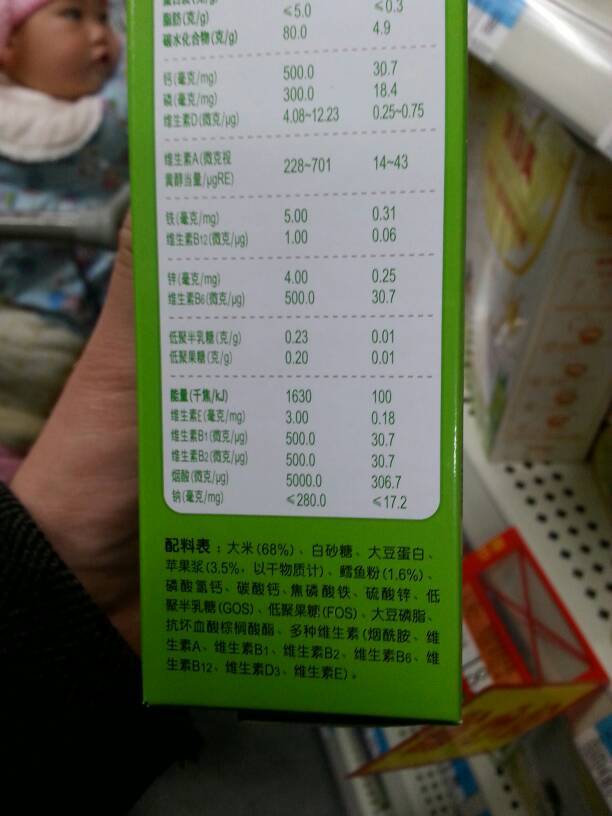 脂肪(克/g) ≤5.0 ≤0.3
碳水化合物(克/g) 80.0 4.9
钙(毫克/mg) 500.0 30.7
磷(毫克/mg) 300.0 18.4
维生素D(微克/μg) 4.08~12.23 0.25~0.75
维生素A(微克视
黄醇当量/μgRE) 228~701 14~43
铁(毫克/mg) 5.00 0.31
维生素B12(微克/μg) 1.00 0.06
锌(毫克/mg) 4.00 0.25
维生素B6(微克/μg) 500.0 30.7
低聚半乳糖(克/g) 0.23 0.01
低聚果糖(克/g) 0.20 0.01
能量(千焦/kJ) 1630 100
维生素E(毫克/mg) 3.00 0.18
维生素B1(微克/μg) 500.0 30.7
维生素B2(微克/μg) 500.0 30.7
烟酸(微克/μg) 5000.0 306.7
钠(毫克/mg) ≤280.0 ≤17.2
配料表：大米(68%)、白砂糖、大豆蛋白、
苹果浆(3.5%，以干物质计)、鳕鱼粉(1.6%)、
磷酸氢钙、碳酸钙、焦磷酸铁、硫酸锌、低
聚半乳糖(GOS)、低聚果糖(FOS)、大豆磷脂、
抗坏血酸棕榈酸酯、多种维生素(烟酰胺、维
生素A、维生素B1、维生素B2、维生素B6、维
生素B12、维生素D3、维生素E)。